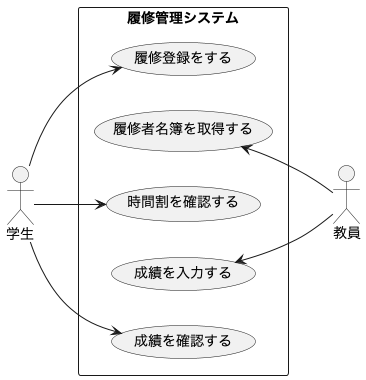 履修管理システム
履修登録をする
履修者名簿を取得する
時間割を確認する
成績を入力する
成績を確認する
学生
教員